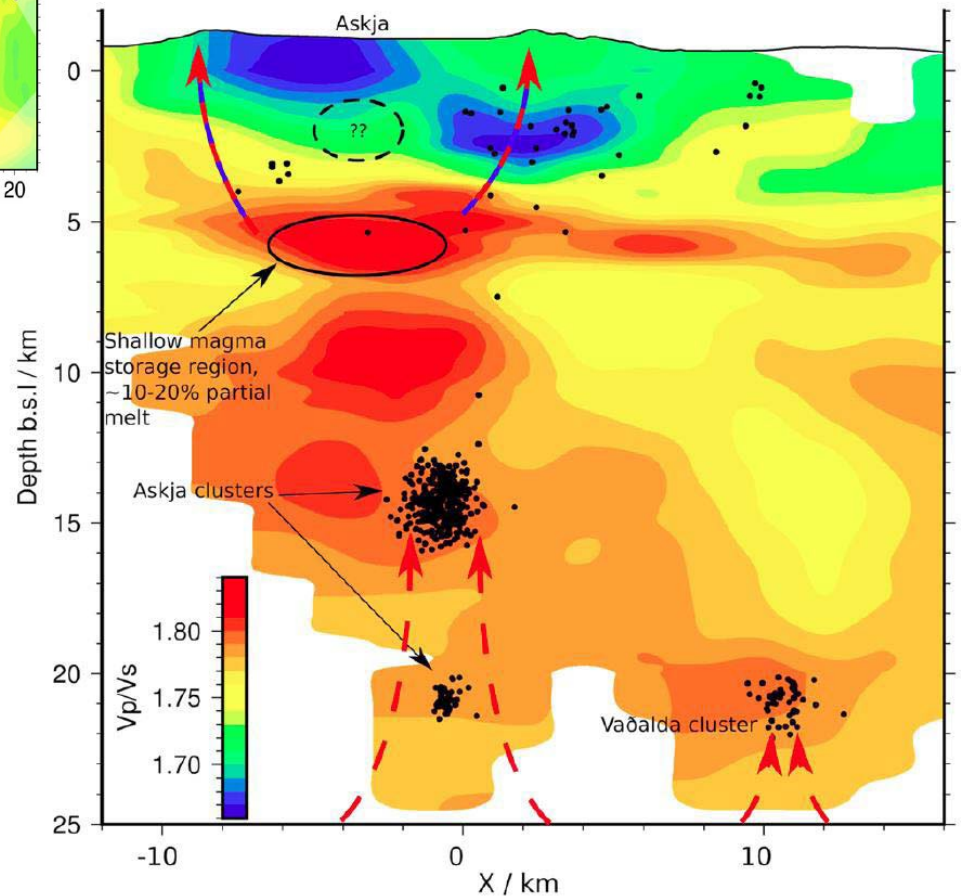 Askja
0
??
20
5
Shallow magma
storage region,
~10-20% partial
melt
10
Depth b.s.l / km
Askja clusters
15
1.80
1.75
1.70
Vp/Vs
20
Vaðalda cluster
25
-10
0
10
X / km